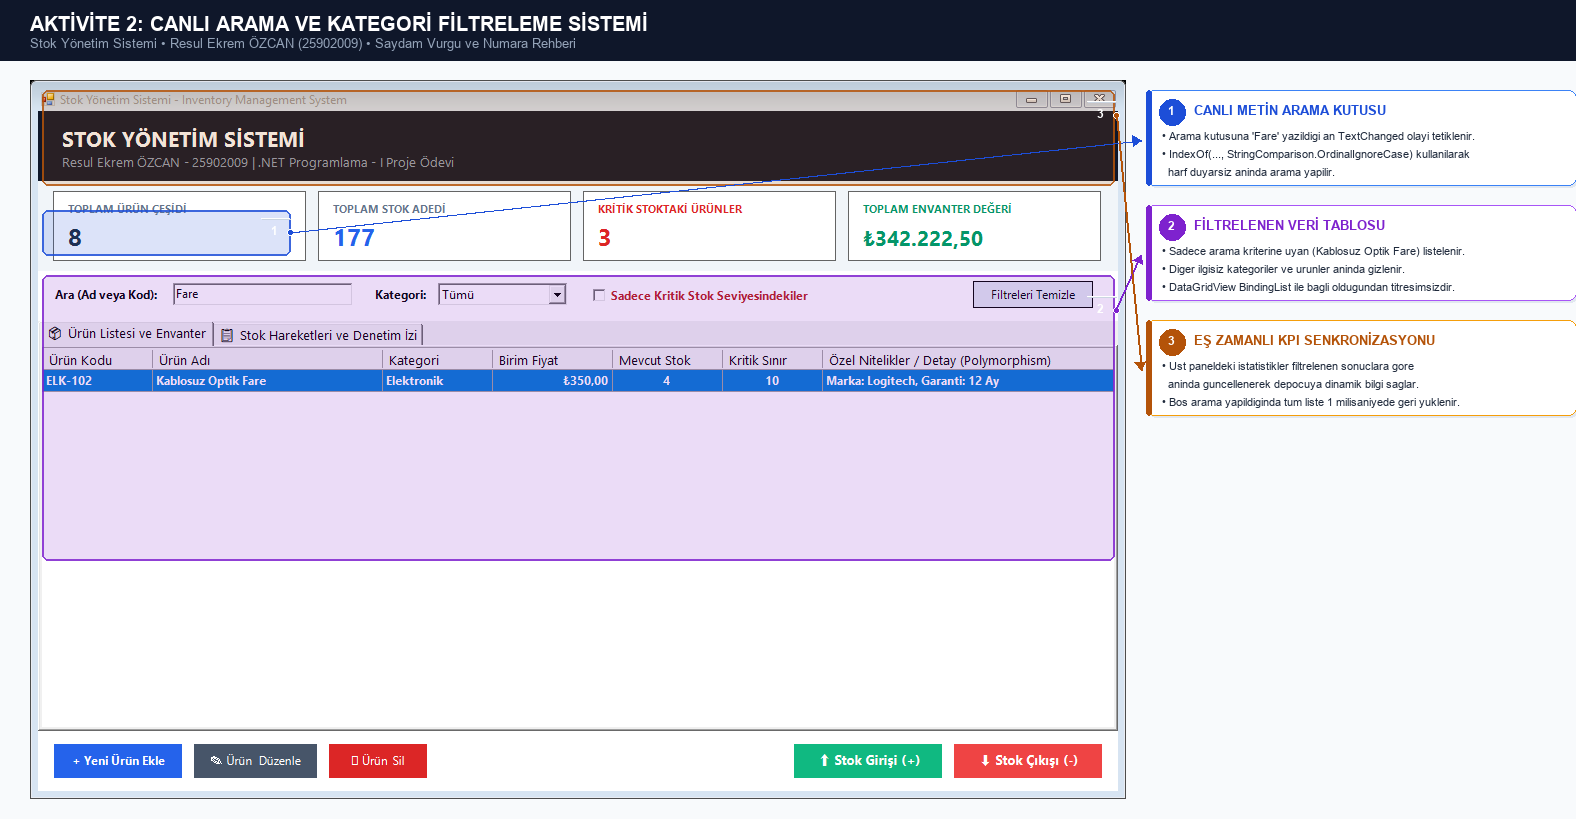 AKTİVİTE 2: CANLI ARAMA VE KATEGORİ FİLTRELEME SİSTEMİ
Stok Yönetim Sistemi • Resul Ekrem ÖZCAN (25902009) • Saydam Vurgu ve Numara Rehberi
Stok Yönetim Sistemi - Inventory Management System
3
STOK YÖNETİM SİSTEMİ
Resul Ekrem ÖZCAN - 25902009 | .NET Programlama - I Proje Ödevi
TOPLAM ÜRÜN ÇEŞİDİ
8
1
TOPLAM STOK ADEDİ
177
KRİTİK STOKTAKİ ÜRÜNLER
3
TOPLAM ENVANTER DEĞERİ
₺342.222,50
Ara (Ad veya Kod): Fare Kategori: Tümü Sadece Kritik Stok Seviyesindekiler Filtreleri Temizle
2
Ürün Listesi ve Envanter Stok Hareketleri ve Denetim İzi
Ürün Kodu Ürün Adı Kategori Birim Fiyat Mevcut Stok Kritik Sınır Özel Nitelikler / Detay (Polymorphism)
ELK-102 Kablosuz Optik Fare Elektronik ₺350,00 4 10 Marka: Logitech, Garanti: 12 Ay
+ Yeni Ürün Ekle Ürün Düzenle Ürün Sil Stok Girişi (+) Stok Çıkışı (-)
1 CANLI METİN ARAMA KUTUSU
• Arama kutusuna 'Fare' yazildigi an TextChanged olayi tetiklenir.
• IndexOf(..., StringComparison.OrdinalIgnoreCase) kullanilarak
harf duyarsiz aninda arama yapilir.
2 FİLTRELENEN VERİ TABLOSU
• Sadece arama kriterine uyan (Kablosuz Optik Fare) listelenir.
• Diger ilgisiz kategoriler ve urunler aninda gizlenir.
• DataGridView BindingList ile bagli oldugundan titresimsizdir.
3 EŞ ZAMANLI KPI SENKRONİZASYONU
• Ust paneldeki istatistikler filtrelenen sonuclara gore
aninda guncellenerek depocuya dinamik bilgi saglar.
• Bos arama yapildiginda tum liste 1 milisaniyede geri yuklenir.